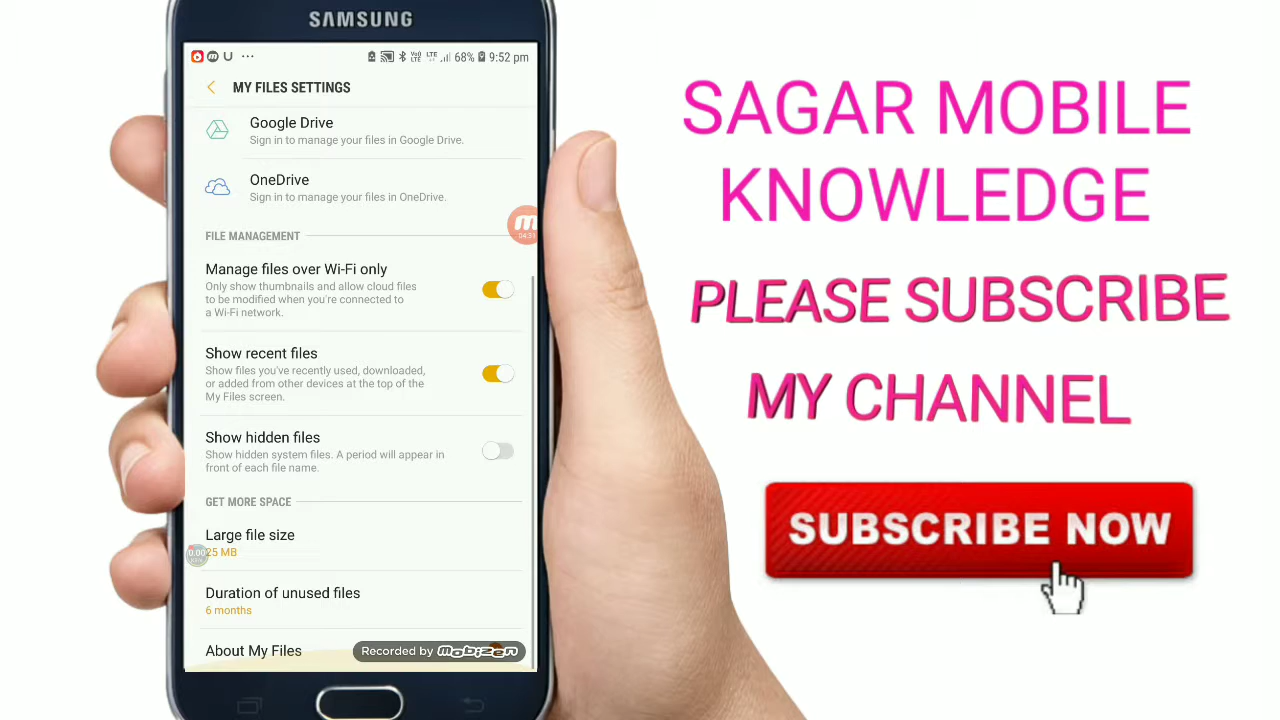 SAMSUNG
68% 9:52 pm
MY FILES SETTINGS
Google Drive
Sign in to manage your files in Google Drive.
OneDrive
Sign in to manage your files in OneDrive.
04:31
FILE MANAGEMENT
Manage files over Wi-Fi only
Only show thumbnails and allow cloud files
to be modified when you're connected to
a Wi-Fi network.
Show recent files
Show files you've recently used, downloaded,
or added from other devices at the top of the
My Files screen.
Show hidden files
Show hidden system files. A period will appear in
front of each file name.
GET MORE SPACE
Large file size
25 MB
Duration of unused files
6 months
About My Files
Recorded by mobizen
SAGAR MOBILE
KNOWLEDGE
PLEASE SUBSCRIBE
MY CHANNEL
SUBSCRIBE NOW